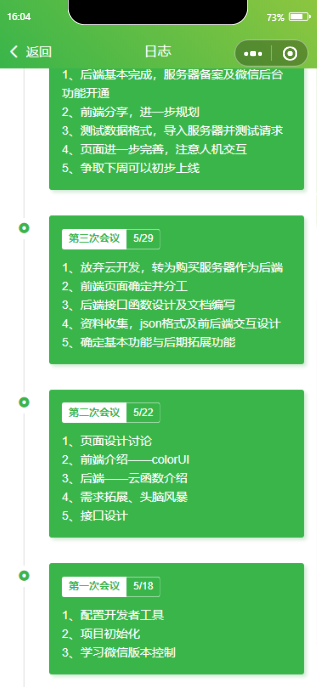 16:04
73%
返回
日志
1、后端基本完成，服务器备案及微信后台
功能开通
2、前端分享，进一步规划
3、测试数据格式，导入服务器并测试请求
4、页面进一步完善，注意人机交互
5、争取下周可以初步上线
第三次会议 5/29
1、放弃云开发，转为购买服务器作为后端
2、前端页面确定并分工
3、后端接口函数设计及文档编写
4、资料收集，json格式及前后端交互设计
5、确定基本功能与后期拓展功能
第二次会议 5/22
1、页面设计讨论
2、前端介绍——colorUI
3、后端——云函数介绍
4、需求拓展、头脑风暴
5、接口设计
第一次会议 5/18
1、配置开发者工具
2、项目初始化
3、学习微信版本控制